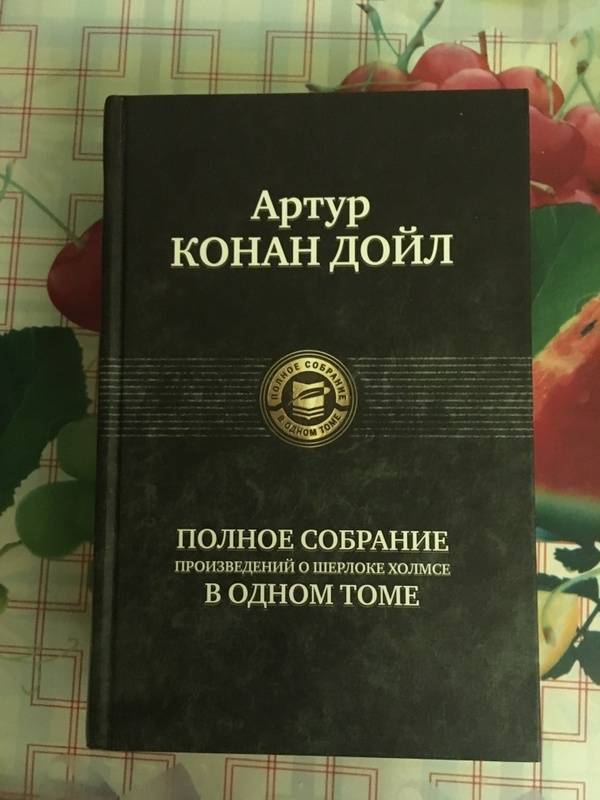 Артур
КОНАН ДОЙЛ
ПОЛНОЕ СОБРАНИЕ
В ОДНОМ ТОМЕ
ПОЛНОЕ СОБРАНИЕ
ПРОИЗВЕДЕНИЙ О ШЕРЛОКЕ ХОЛМСЕ
В ОДНОМ ТОМЕ